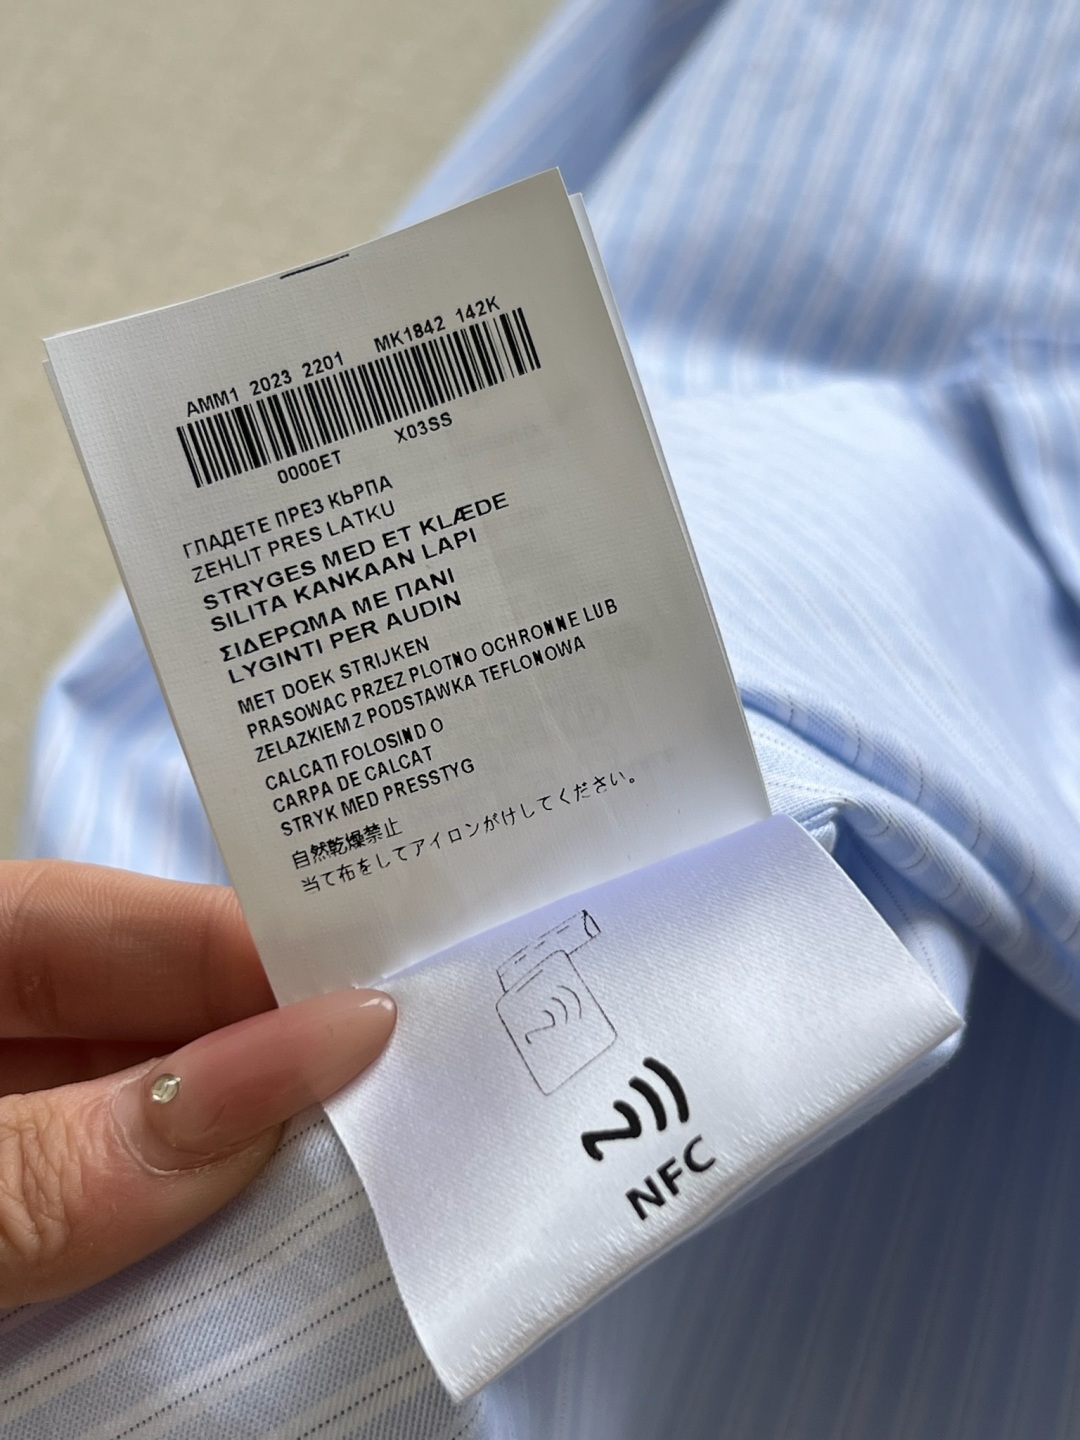 AMM1 2023 2201 MK1842 142K
0000ET X03SS
ГЛАДЕТЕ ПРЕЗ КЬРПА
ZEHLIT PRES LATKU
STRYGES MED ET KLÆDE
SILITA KANKAAN LAPI
ΣΙΔΕΡΩΜΑ ΜΕ ΠΑΝΙ
LYGINTI PER AUDIN
MET DOEK STRIJKEN
PRASOWAC PRZEZ PLOTNO OCHRONNE LUB
ZELAZKIEM Z PODSTAWKA TEFLONOWA
CALCATI FOLOSIND O
CARPA DE CALCAT
STRYK MED PRESSTYG
自然乾燥禁止
当て布をしてアイロンがけしてください。
NFC